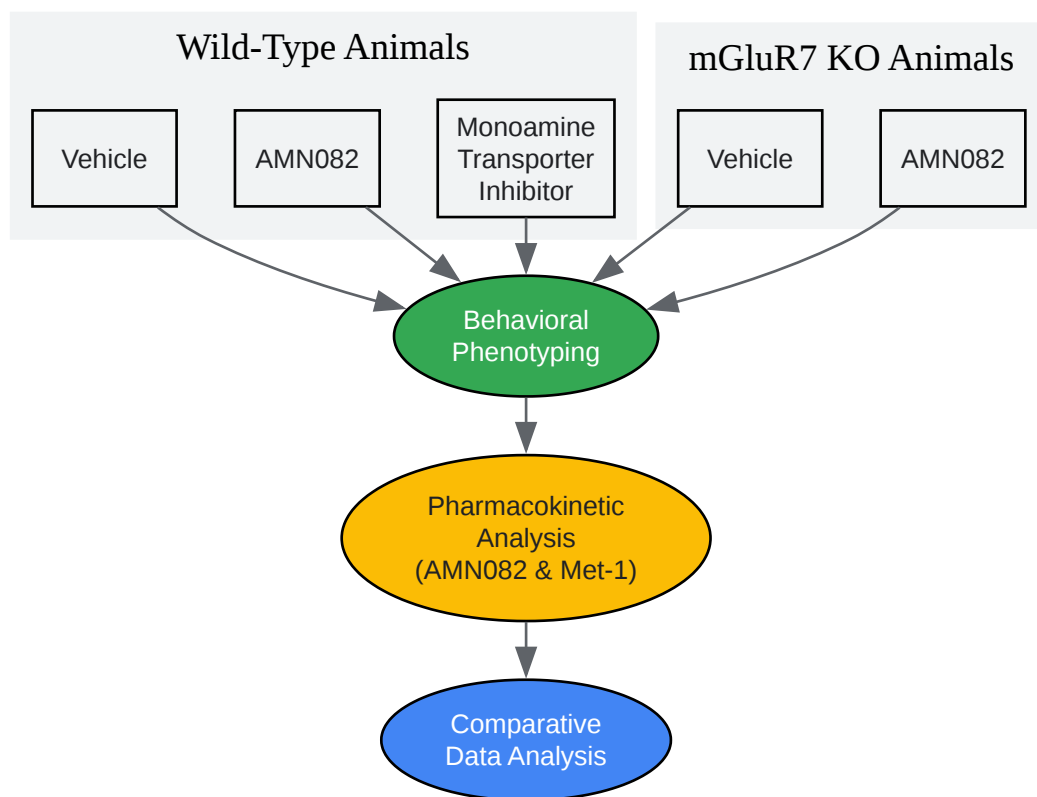 Wild-Type Animals
mGluR7 KO Animals
Vehicle
AMN082
Monoamine
Transporter
Inhibitor
Vehicle
AMN082
Behavioral
Phenotyping
Pharmacokinetic
Analysis
(AMN082 & Met-1)
Comparative
Data Analysis